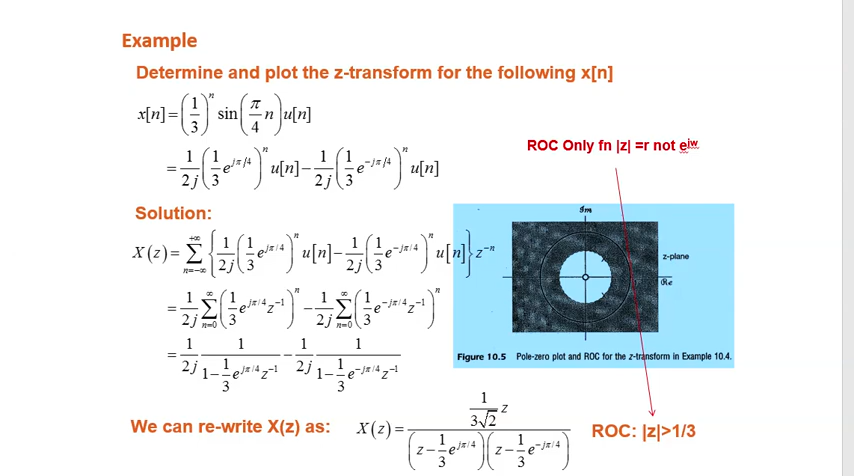 Example
Determine and plot the z-transform for the following x[n]
x[n] = (1/3)^n sin(π/4 n) u[n]
= 1/2j (1/3 e^{jπ/4})^n u[n] − 1/2j (1/3 e^{−jπ/4})^n u[n]
ROC Only fn |z| =r not e^{jw}
Solution:
X(z) = ∑_{n=−∞}^{+∞} {1/2j (1/3 e^{jπ/4})^n u[n] − 1/2j (1/3 e^{−jπ/4})^n u[n]} z^{−n}
= 1/2j ∑_{n=0}^{∞} (1/3 e^{jπ/4} z^{−1})^n − 1/2j ∑_{n=0}^{∞} (1/3 e^{−jπ/4} z^{−1})^n
= 1/2j 1/(1 − 1/3 e^{jπ/4} z^{−1}) − 1/2j 1/(1 − 1/3 e^{−jπ/4} z^{−1})
ℐm
z-plane
ℛe
Figure 10.5 Pole-zero plot and ROC for the z-transform in Example 10.4.
We can re-write X(z) as:
X(z) = (1/(3√2) z)/((z − 1/3 e^{jπ/4})(z − 1/3 e^{−jπ/4}))
ROC: |z|>1/3